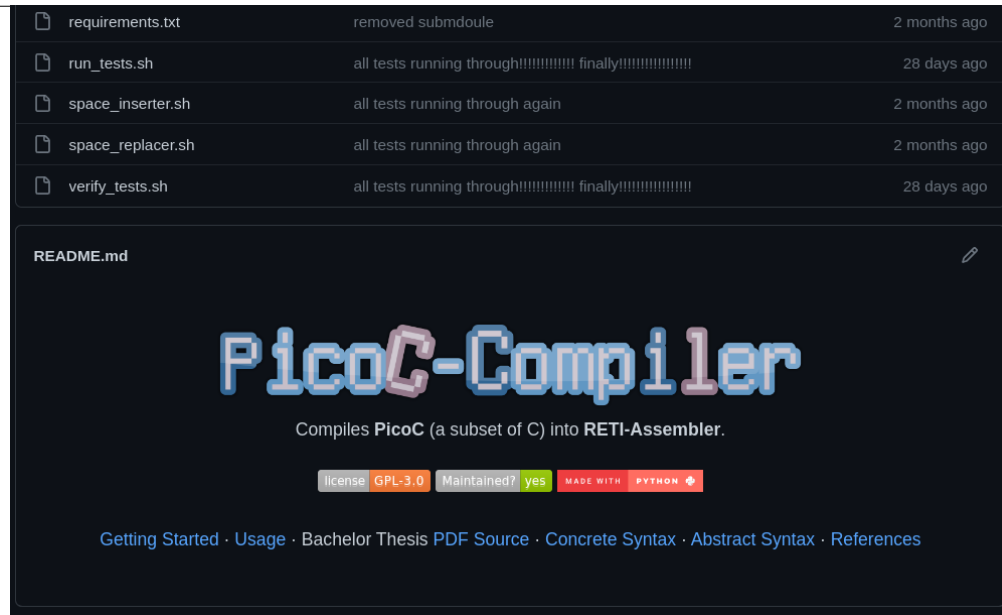 requirements.txt removed submdoule 2 months ago
run_tests.sh all tests running through!!!!!!!!!!!!! finally!!!!!!!!!!!!!!!!! 28 days ago
space_inserter.sh all tests running through again 2 months ago
space_replacer.sh all tests running through again 2 months ago
verify_tests.sh all tests running through!!!!!!!!!!!!! finally!!!!!!!!!!!!!!!!! 28 days ago
README.md
PicoC-Compiler
Compiles PicoC (a subset of C) into RETI-Assembler.
license GPL-3.0 Maintained? yes MADE WITH PYTHON
Getting Started · Usage · Bachelor Thesis PDF Source · Concrete Syntax · Abstract Syntax · References